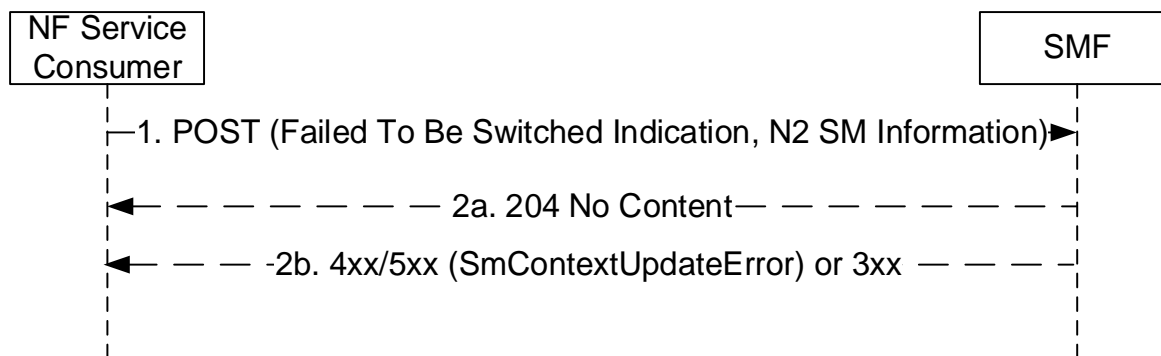 NF Service
Consumer
SMF
1. POST (Failed To Be Switched Indication, N2 SM Information)
2a. 204 No Content
2b. 4xx/5xx (SmContextUpdateError) or 3xx